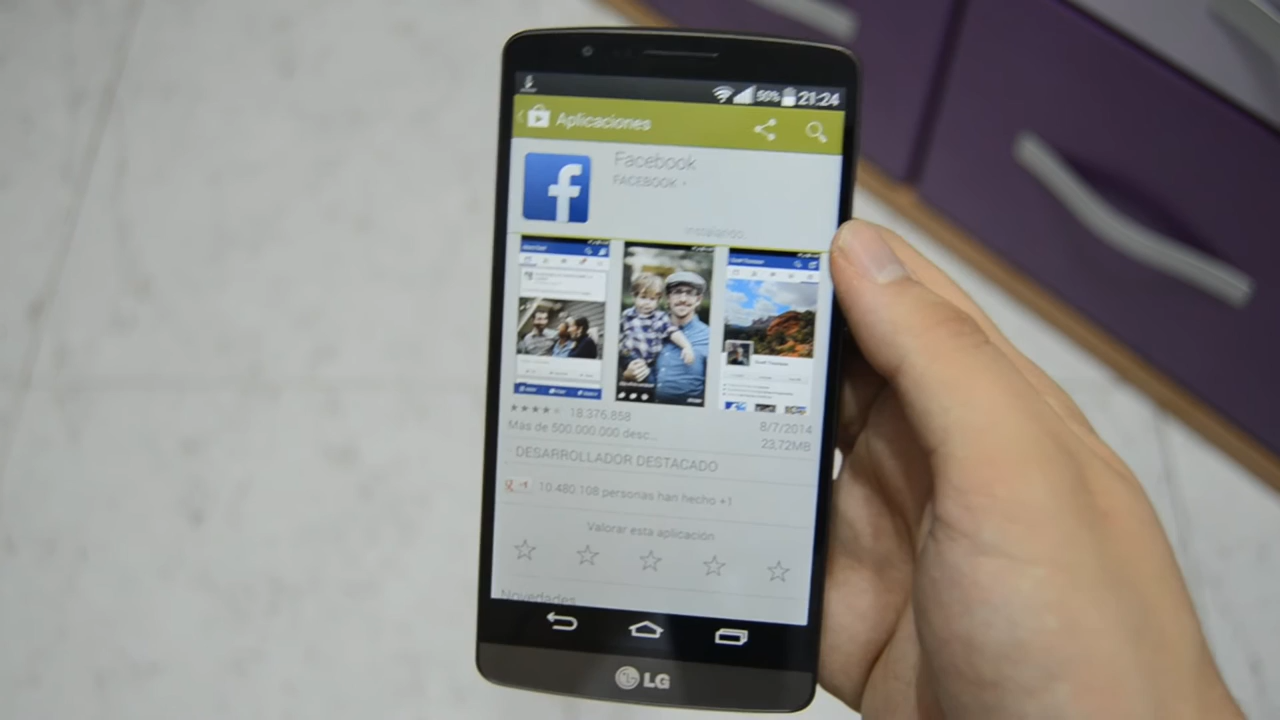 50% 21:24
Aplicaciones
Facebook
FACEBOOK
Instalando
18.376.858
8/7/2014
Más de 500.000.000 desc...
23,72MB
DESARROLLADOR DESTACADO
10.480.108 personas han hecho +1
Valorar esta aplicación
Novedades
LG